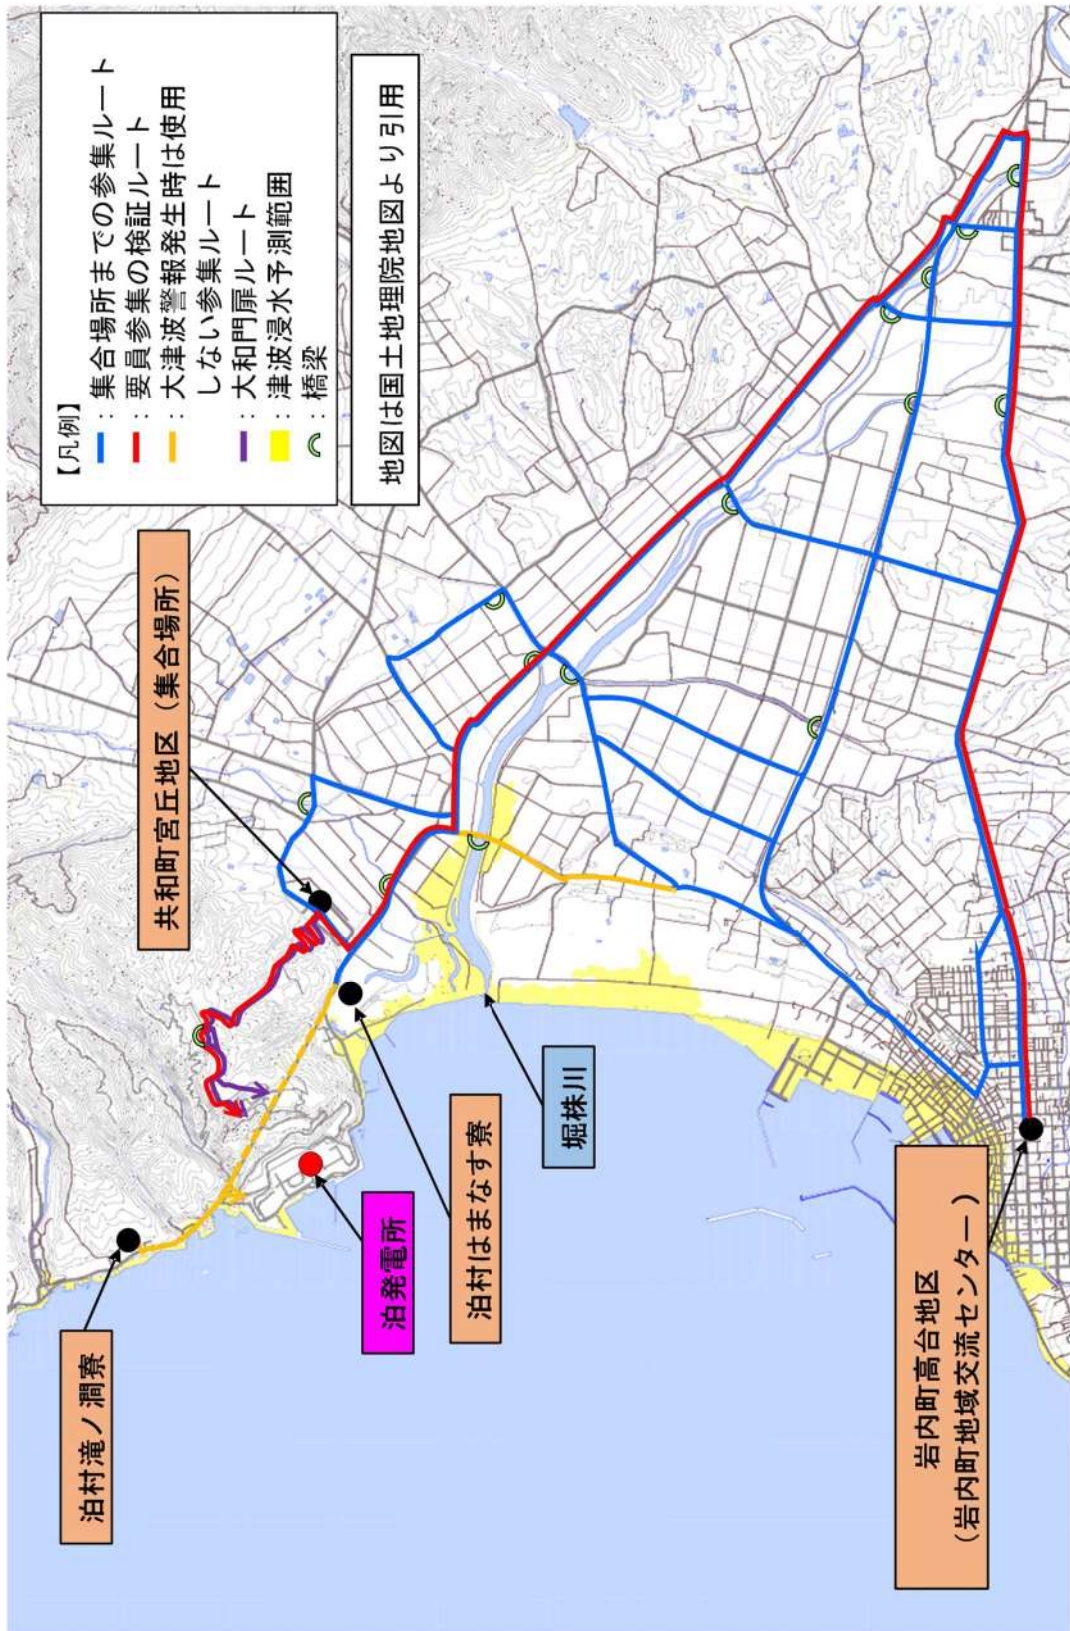 【凡例】
：集合場所までの参集ルート
：要員参集の検証ルート
：大津波警報発生時は使用
しない参集ルート
：大和門扉ルート
：津波浸水予測範囲
：橋梁
地図は国土地理院地図より引用
共和町宮丘地区（集合場所）
泊村滝ノ澗寮
泊発電所
泊村はまなす寮
堀株川
岩内町高台地区
（岩内町地域交流センター）